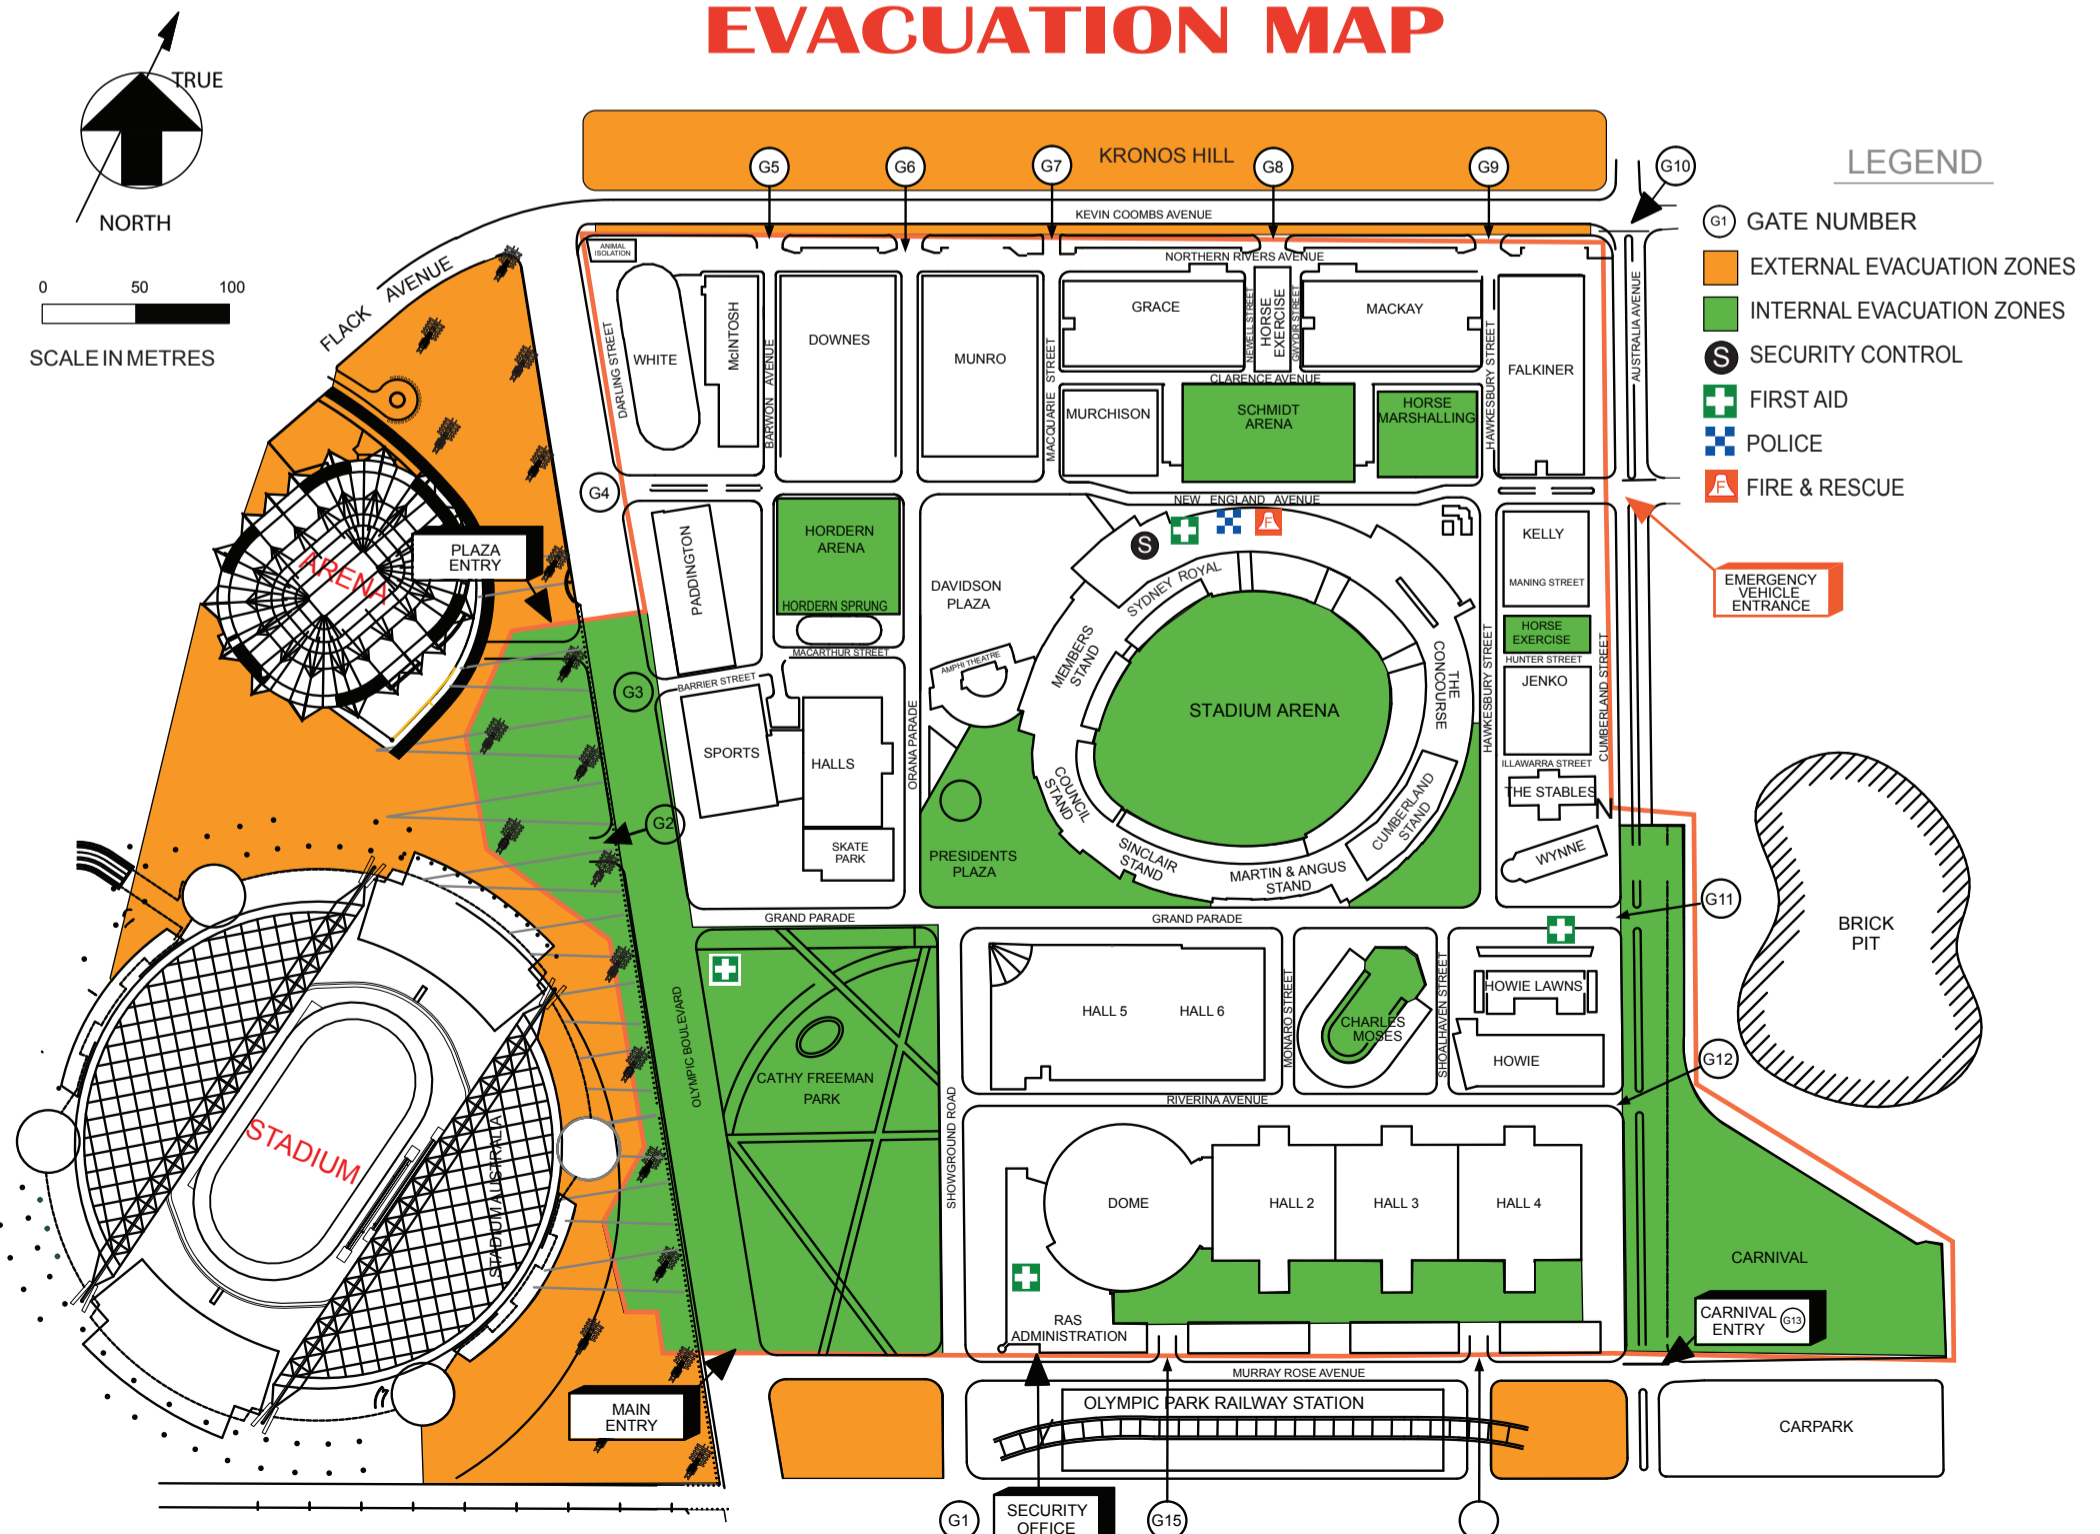 EVACUATION MAP
TRUE
NORTH
0 50 100
SCALE IN METRES
LEGEND
G1 GATE NUMBER
EXTERNAL EVACUATION ZONES
INTERNAL EVACUATION ZONES
S SECURITY CONTROL
FIRST AID
POLICE
F FIRE & RESCUE
KRONOS HILL
G5
G6
G7
G8
G9
G10
KEVIN COOMBS AVENUE
NORTHERN RIVERS AVENUE
ANIMAL
ISOLATION
FLACK AVENUE
DARLING STREET
WHITE
McINTOSH
BARWON AVENUE
DOWNES
MUNRO
MACQUARIE STREET
GRACE
NEWELL STREET
HORSE
EXERCISE
GWYDIR STREET
MACKAY
HAWKESBURY STREET
FALKINER
AUSTRALIA AVENUE
CLARENCE AVENUE
MURCHISON
SCHMIDT
ARENA
HORSE
MARSHALLING
NEW ENGLAND AVENUE
G4
PLAZA
ENTRY
ARENA
PADDINGTON
HORDERN
ARENA
HORDERN SPRUNG
MACARTHUR STREET
DAVIDSON
PLAZA
AMPHI THEATRE
S
F
SYDNEY ROYAL
MEMBERS
STAND
THE
CONCOURSE
STADIUM ARENA
KELLY
MANING STREET
HORSE
EXERCISE
HUNTER STREET
JENKO
ILLAWARRA STREET
THE STABLES
N
WYNNE
HAWKESBURY STREET
CUMBERLAND STREET
EMERGENCY
VEHICLE
ENTRANCE
G3
BARRIER STREET
SPORTS
HALLS
ORANA PARADE
SKATE
PARK
G2
PRESIDENTS
PLAZA
COUNCIL
STAND
SINCLAIR
STAND
MARTIN & ANGUS
STAND
CUMBERLAND
STAND
GRAND PARADE
GRAND PARADE
G11
BRICK
PIT
OLYMPIC BOULEVARD
CATHY FREEMAN
PARK
SHOWGROUND ROAD
HALL 5
HALL 6
MONARO STREET
CHARLES
MOSES
SHOALHAVEN STREET
HOWIE LAWNS
HOWIE
G12
RIVERINA AVENUE
STADIUM
STADIUM AUSTRALIA
DOME
HALL 2
HALL 3
HALL 4
CARNIVAL
RAS
ADMINISTRATION
CARNIVAL
ENTRY
G13
MURRAY ROSE AVENUE
MAIN
ENTRY
OLYMPIC PARK RAILWAY STATION
CARPARK
G1
SECURITY
OFFICE
G15